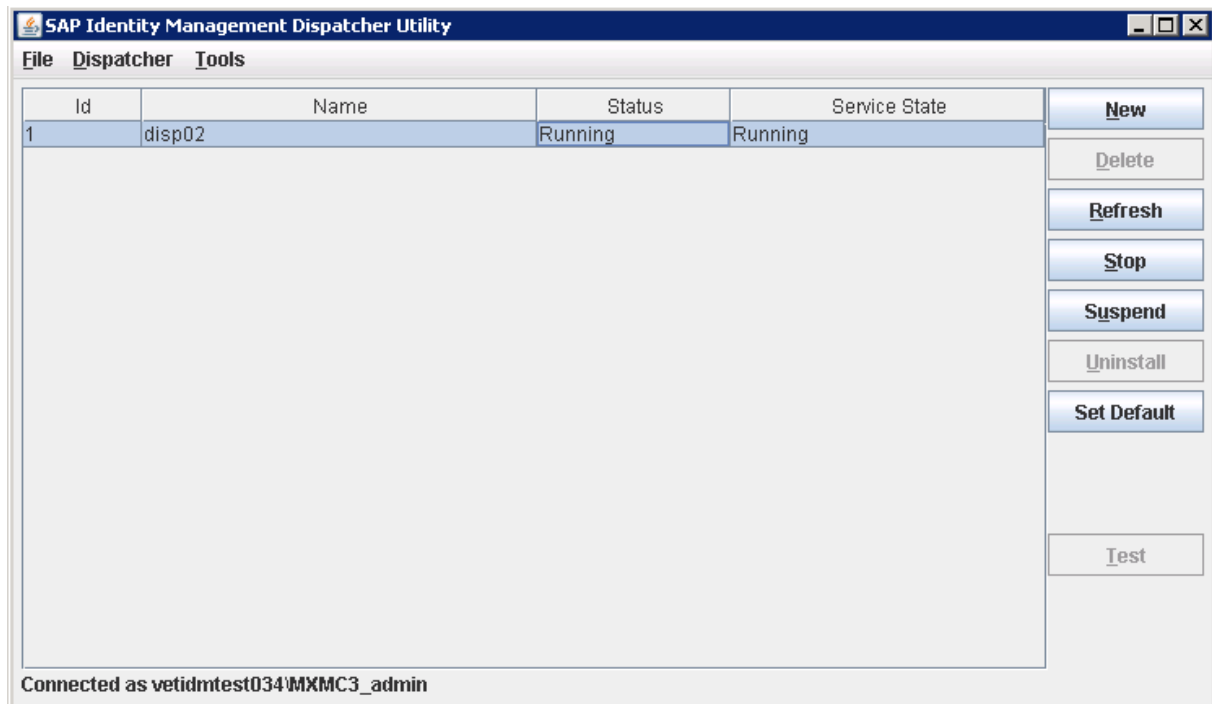 SAP Identity Management Dispatcher Utility
File Dispatcher Tools
Id Name Status Service State
1 disp02 Running Running
New
Delete
Refresh
Stop
Suspend
Uninstall
Set Default
Test
Connected as vetidmtest034\MXMC3_admin